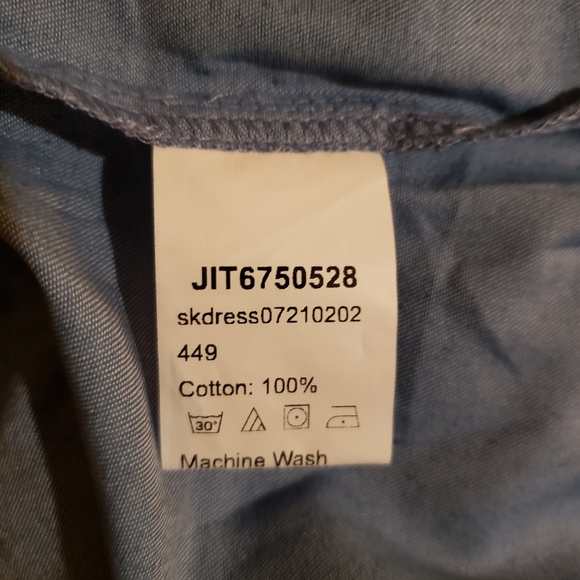 JIT6750528
skdress07210202
449
Cotton: 100%
30°
Machine Wash